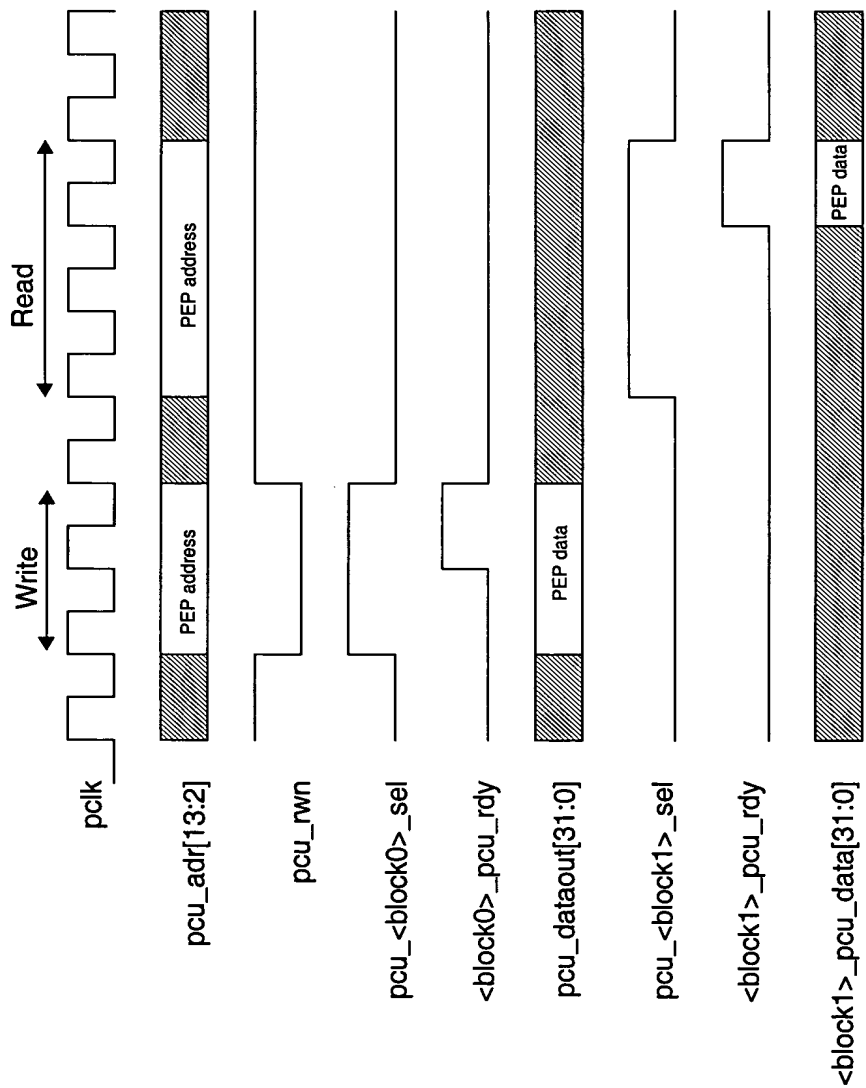 Write
Read
pclk
pcu_adr[13:2]
PEP address
PEP address
pcu_rwn
pcu_<block0>_sel
<block0>_pcu_rdy
pcu_dataout[31:0]
PEP data
pcu_<block1>_sel
<block1>_pcu_rdy
<block1>_pcu_data[31:0]
PEP data